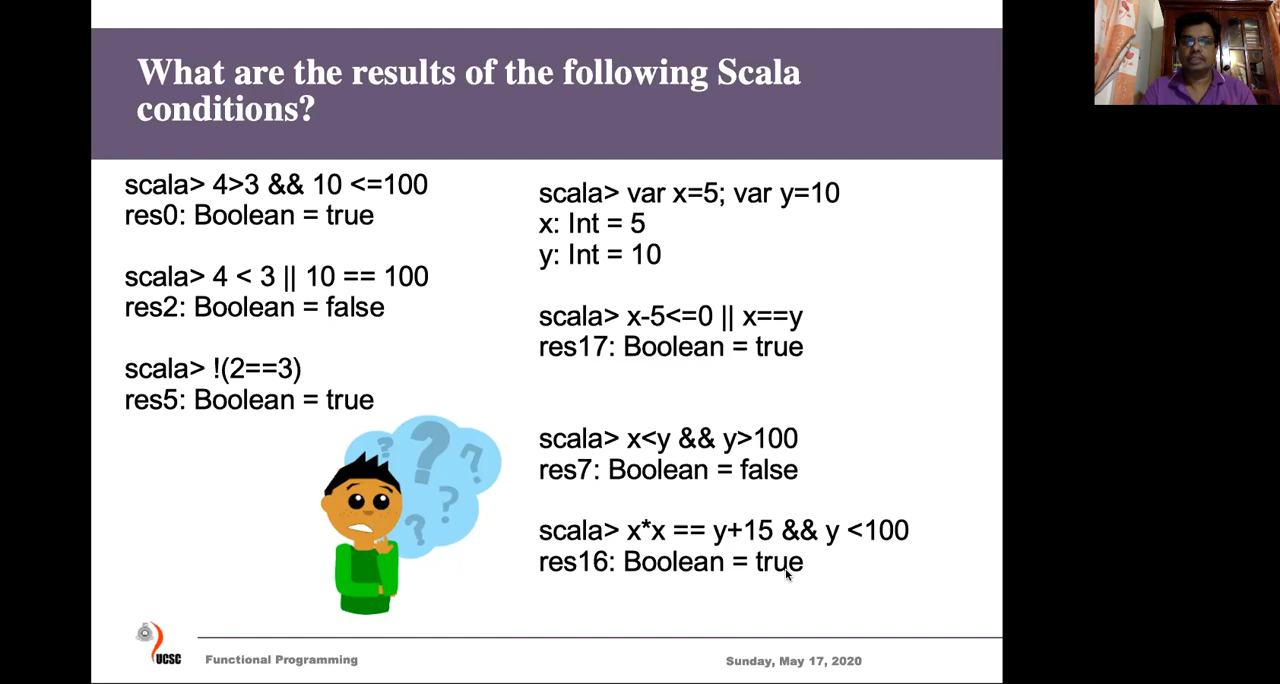 What are the results of the following Scala
conditions?
scala> 4>3 && 10 <=100
res0: Boolean = true
scala> 4 < 3 || 10 == 100
res2: Boolean = false
scala> !(2==3)
res5: Boolean = true
scala> var x=5; var y=10
x: Int = 5
y: Int = 10
scala> x-5<=0 || x==y
res17: Boolean = true
scala> x<y && y>100
res7: Boolean = false
scala> x*x == y+15 && y <100
res16: Boolean = true
? ? ? ? ?
UCSC
Functional Programming
Sunday, May 17, 2020